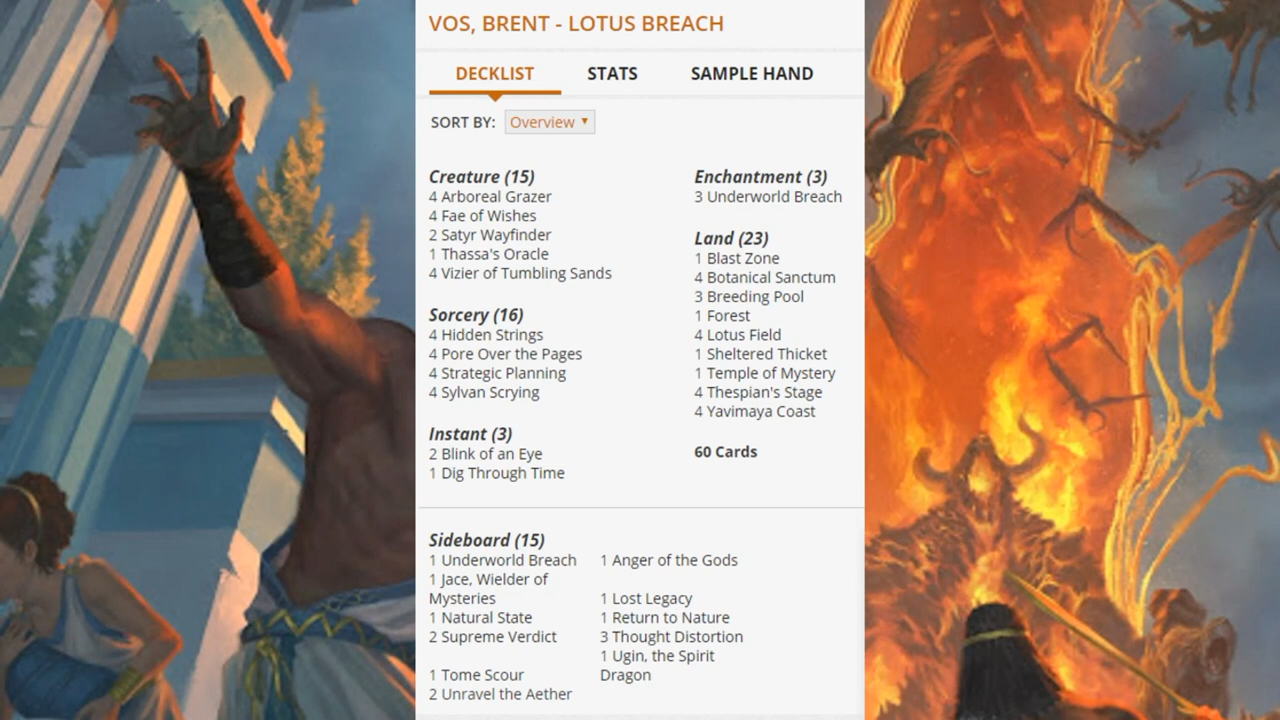 VOS, BRENT - LOTUS BREACH
DECKLIST
STATS
SAMPLE HAND
SORT BY: Overview
Creature (15)
4 Arboreal Grazer
4 Fae of Wishes
2 Satyr Wayfinder
1 Thassa's Oracle
4 Vizier of Tumbling Sands
Sorcery (16)
4 Hidden Strings
4 Pore Over the Pages
4 Strategic Planning
4 Sylvan Scrying
Instant (3)
2 Blink of an Eye
1 Dig Through Time
Enchantment (3)
3 Underworld Breach
Land (23)
1 Blast Zone
4 Botanical Sanctum
3 Breeding Pool
1 Forest
4 Lotus Field
1 Sheltered Thicket
1 Temple of Mystery
4 Thespian's Stage
4 Yavimaya Coast
60 Cards
Sideboard (15)
1 Underworld Breach
1 Jace, Wielder of
Mysteries
1 Natural State
2 Supreme Verdict
1 Tome Scour
2 Unravel the Aether
1 Anger of the Gods
1 Lost Legacy
1 Return to Nature
3 Thought Distortion
1 Ugin, the Spirit
Dragon